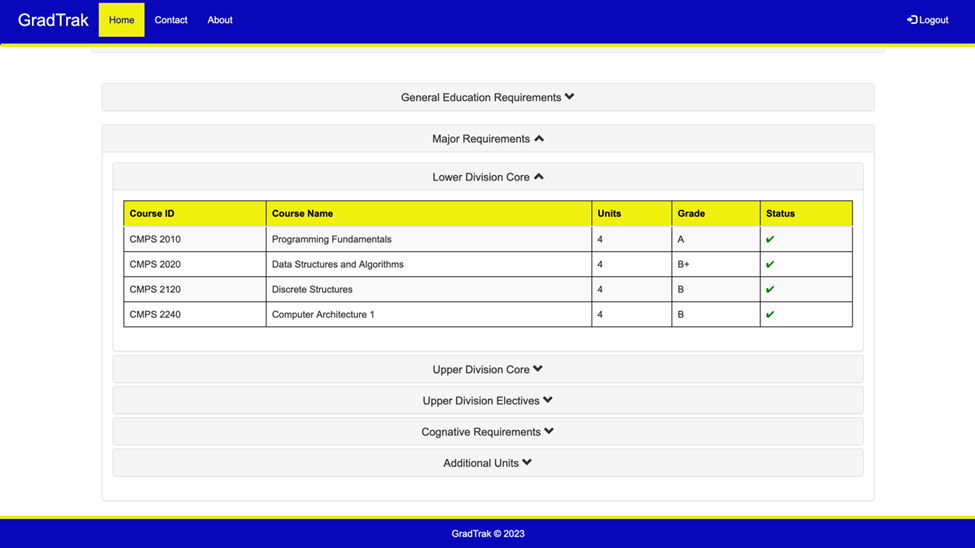 GradTrak Home Contact About Logout
General Education Requirements
Major Requirements
Lower Division Core
Course ID Course Name Units Grade Status
CMPS 2010 Programming Fundamentals 4 A ✔
CMPS 2020 Data Structures and Algorithms 4 B+ ✔
CMPS 2120 Discrete Structures 4 B ✔
CMPS 2240 Computer Architecture 1 4 B ✔
Upper Division Core
Upper Division Electives
Cognative Requirements
Additional Units
GradTrak © 2023